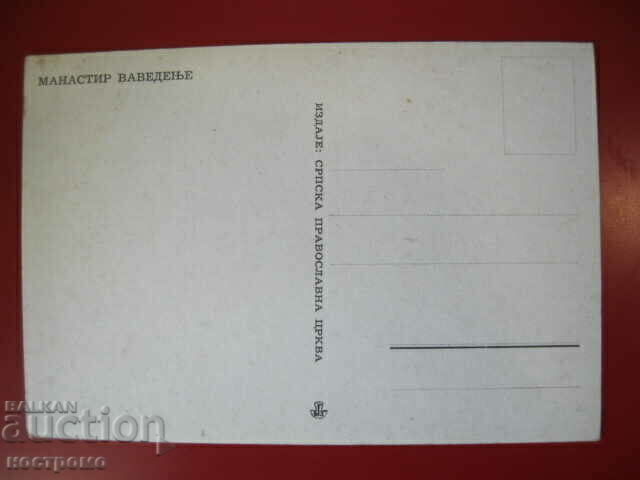 МАНАСТИР ВАВЕДЕЊЕ
ИЗДАЈЕ: СРПСКА ПРАВОСЛАВНА ЦРКВА
BALKAN
auction
ностромо